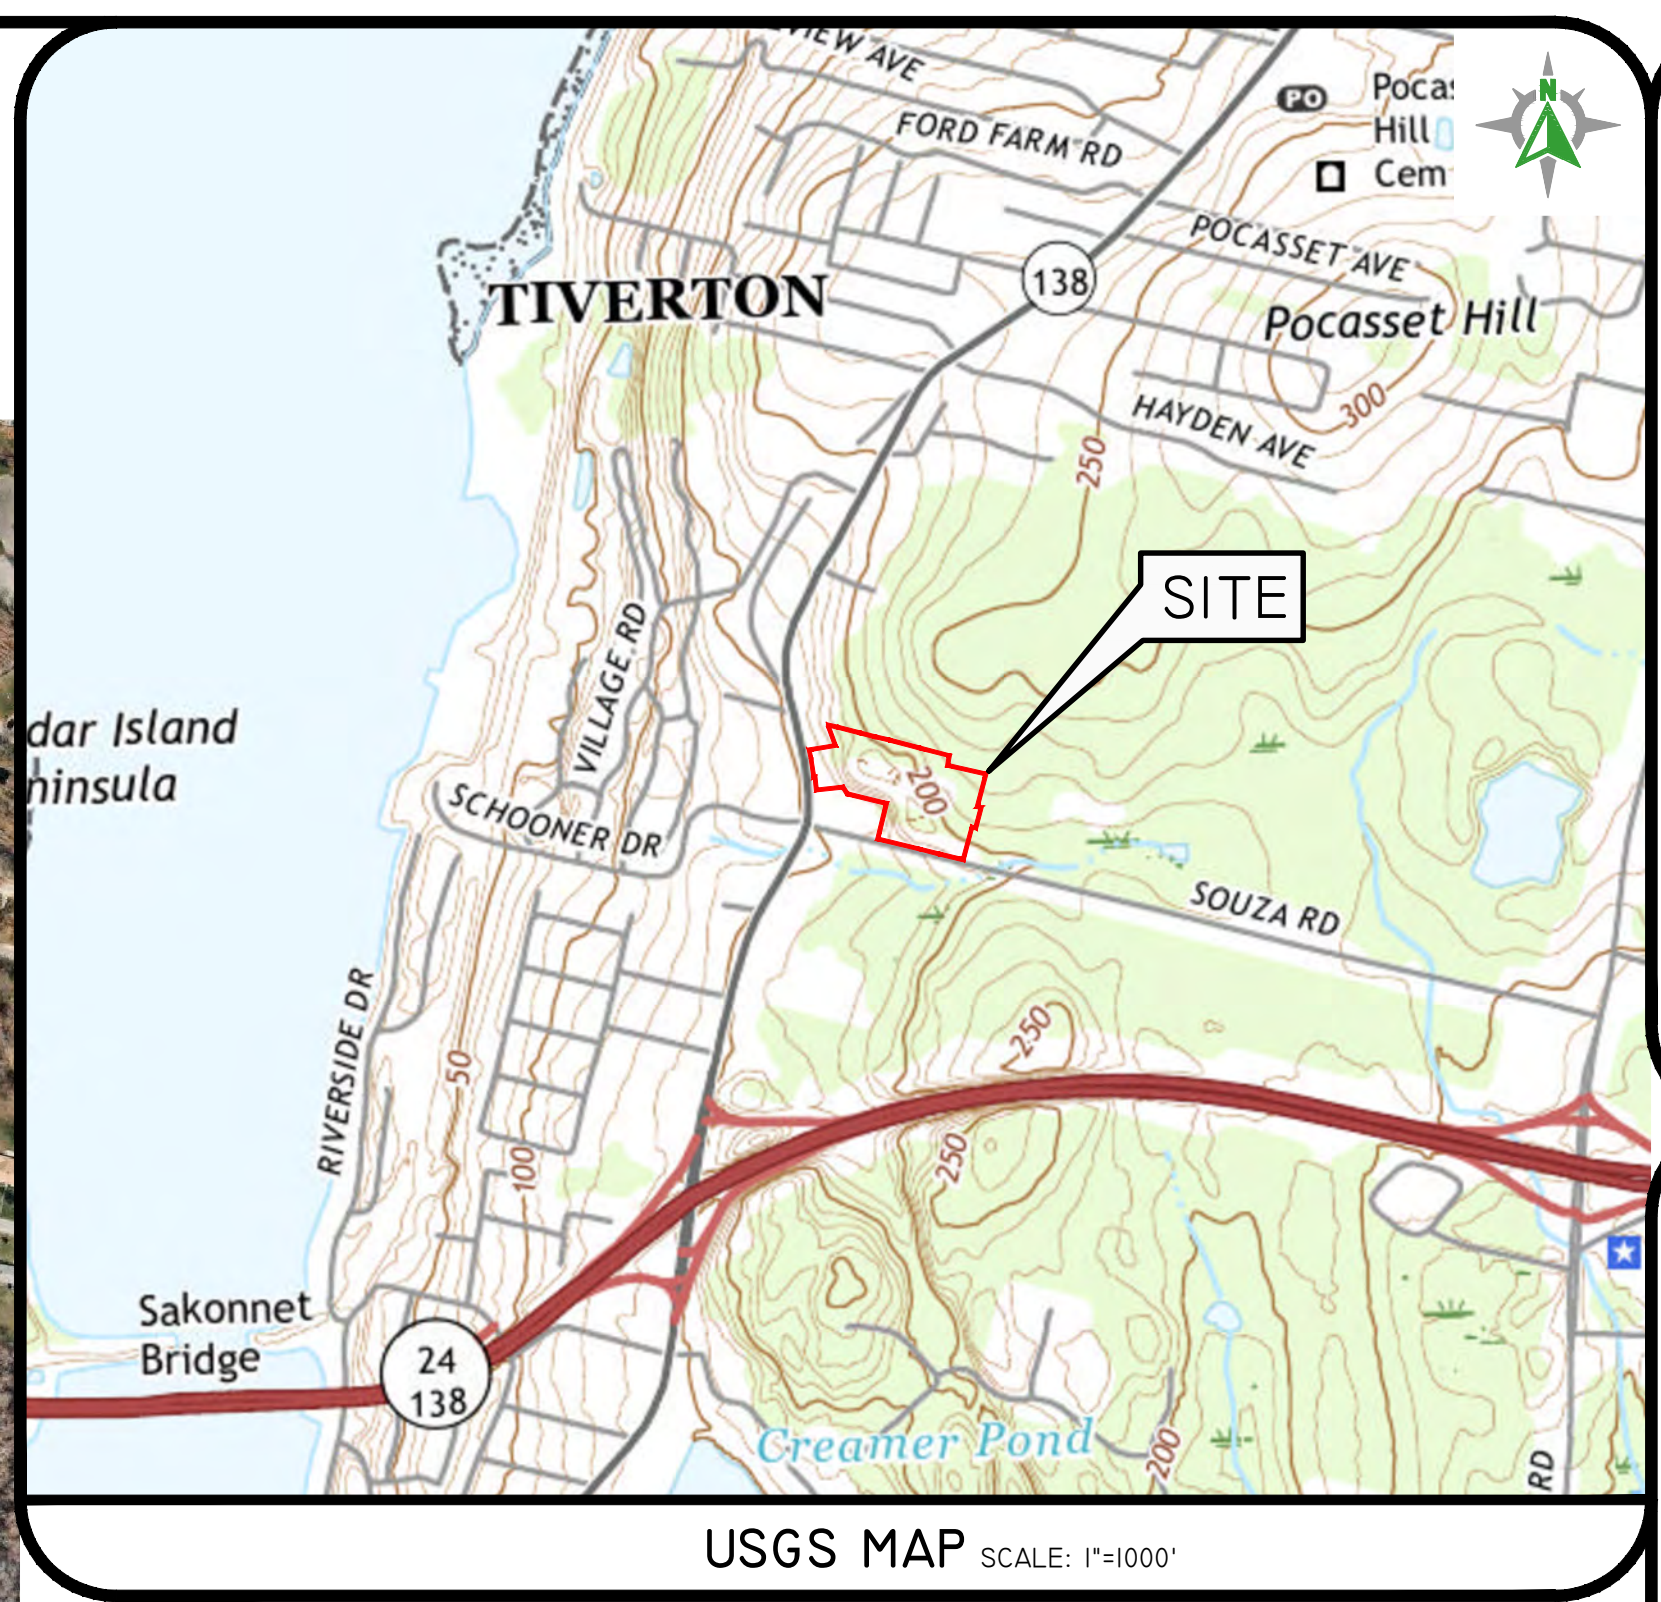 VIEW AVE
FORD FARM RD
PO
Pocas
Hill
Cem
N
POCASSET AVE
138
TIVERTON
Pocasset Hill
300
HAYDEN AVE
250
SITE
VILLAGE RD
dar Island
ninsula
200
SCHOONER DR
SOUZA RD
RIVERSIDE DR
50
250
100
250
Sakonnet
Bridge
24
138
Creamer Pond
200
RD
USGS MAP SCALE: 1"=1000'